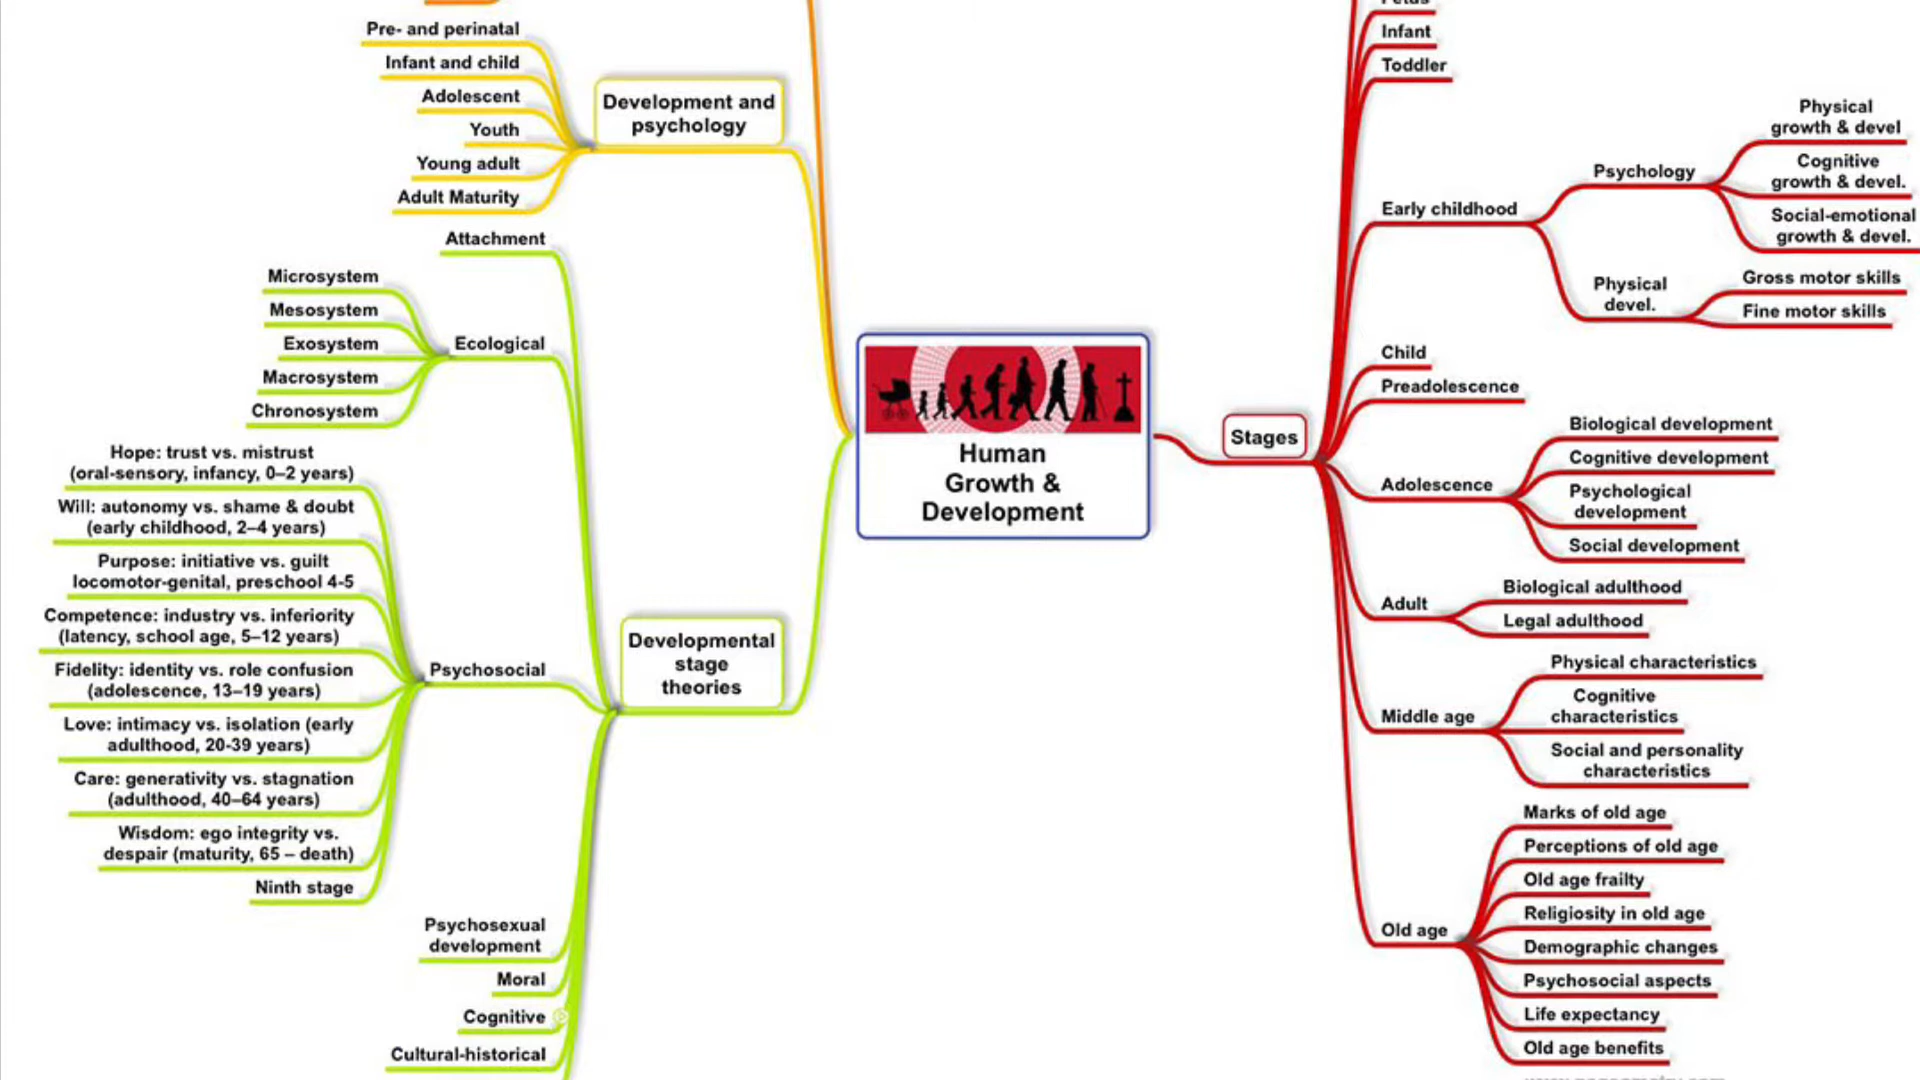 Pre- and perinatal
Infant and child
Adolescent
Youth
Young adult
Adult Maturity
Development and
psychology
Attachment
Microsystem
Mesosystem
Exosystem
Macrosystem
Chronosystem
Ecological
Hope: trust vs. mistrust
(oral-sensory, infancy, 0–2 years)
Will: autonomy vs. shame & doubt
(early childhood, 2–4 years)
Purpose: initiative vs. guilt
locomotor-genital, preschool 4-5
Competence: industry vs. inferiority
(latency, school age, 5–12 years)
Fidelity: identity vs. role confusion
(adolescence, 13–19 years)
Love: intimacy vs. isolation (early
adulthood, 20-39 years)
Care: generativity vs. stagnation
(adulthood, 40–64 years)
Wisdom: ego integrity vs.
despair (maturity, 65 – death)
Ninth stage
Psychosocial
Psychosexual
development
Moral
Cognitive
Cultural-historical
Developmental
stage
theories
Human
Growth &
Development
Stages
Fetus
Infant
Toddler
Early childhood
Psychology
Physical
growth & devel
Cognitive
growth & devel.
Social-emotional
growth & devel.
Physical
devel.
Gross motor skills
Fine motor skills
Child
Preadolescence
Adolescence
Biological development
Cognitive development
Psychological
development
Social development
Adult
Biological adulthood
Legal adulthood
Middle age
Physical characteristics
Cognitive
characteristics
Social and personality
characteristics
Old age
Marks of old age
Perceptions of old age
Old age frailty
Religiosity in old age
Demographic changes
Psychosocial aspects
Life expectancy
Old age benefits